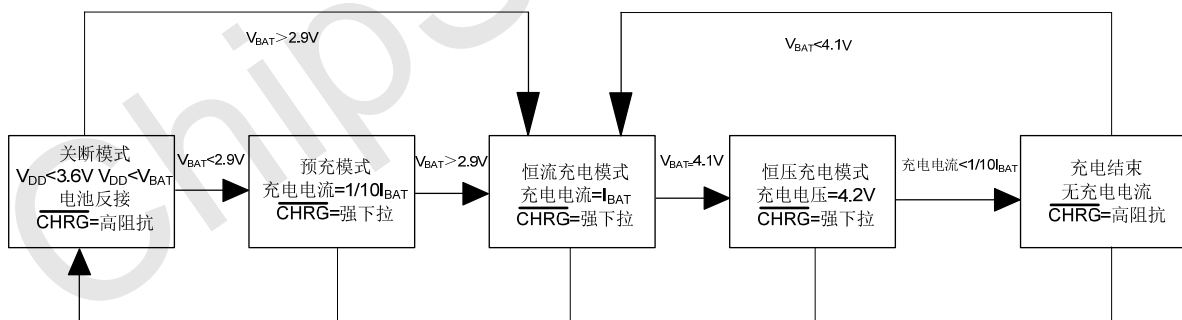 V_BAT>2.9V
V_BAT<4.1V
关断模式
V_DD<3.6V V_DD<V_BAT
电池反接
CHRG=高阻抗
V_BAT<2.9V
预充模式
充电电流=1/10I_BAT
CHRG=强下拉
V_BAT>2.9V
恒流充电模式
充电电流=I_BAT
CHRG=强下拉
V_BAT=4.1V
恒压充电模式
充电电压=4.2V
CHRG=强下拉
充电电流<1/10I_BAT
充电结束
无充电电流
CHRG=高阻抗